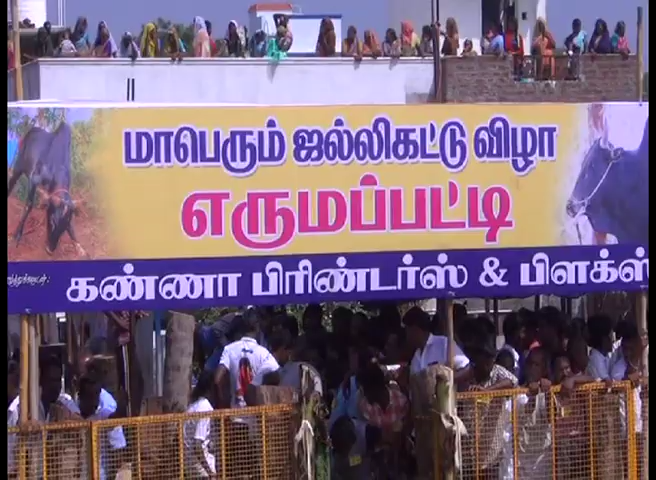 மாபெரும் ஜல்லிகட்டு விழா
எருமப்பட்டி
கண்ணா பிரிண்டர்ஸ் & பிளக்ஸ்